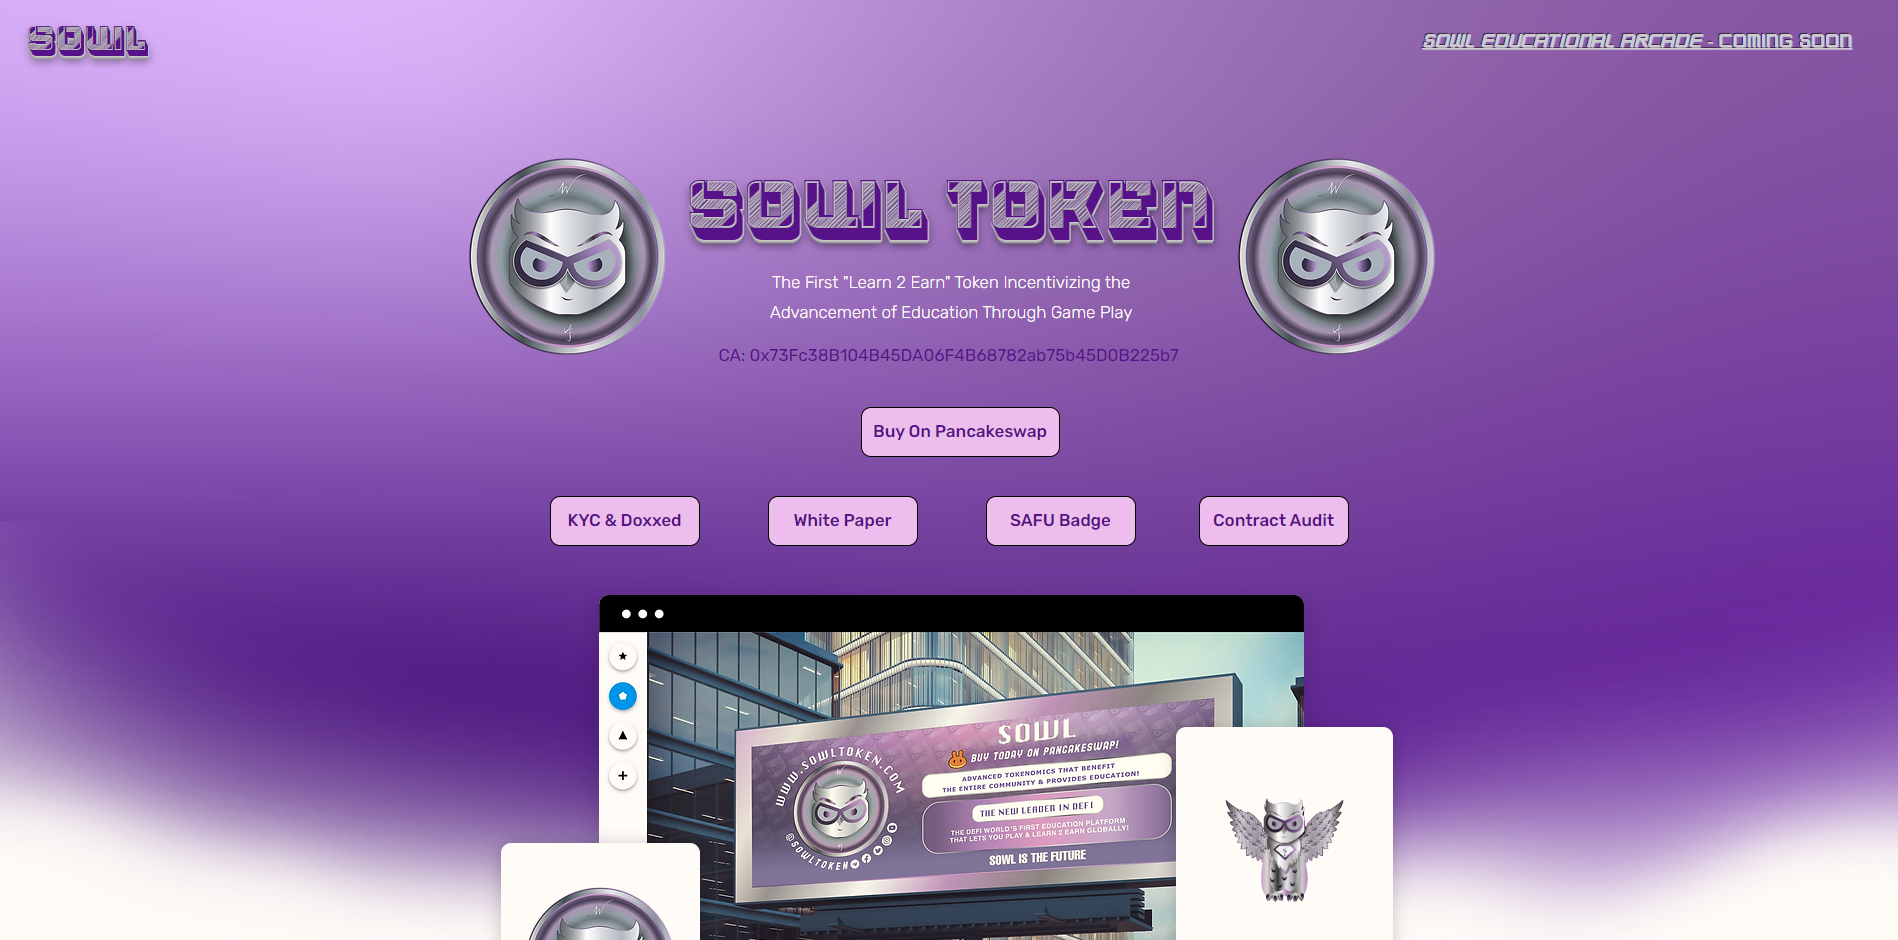 SOWL
SOWL EDUCATIONAL ARCADE - COMING SOON
SOWL TOKEN
The First "Learn 2 Earn" Token Incentivizing the
Advancement of Education Through Game Play
CA: 0x73Fc38B104B45DA06F4B68782ab75b45D0B225b7
Buy On Pancakeswap
KYC & Doxxed
White Paper
SAFU Badge
Contract Audit
WWW.SOWLTOKEN.COM
@SOWLTOKEN
SOWL
BUY TODAY ON PANCAKESWAP!
ADVANCED TOKENOMICS THAT BENEFIT
THE ENTIRE COMMUNITY & PROVIDES EDUCATION!
THE NEW LEADER IN DEFI
THE DEFI WORLD'S FIRST EDUCATION PLATFORM
THAT LETS YOU PLAY & LEARN 2 EARN GLOBALLY!
SOWL IS THE FUTURE